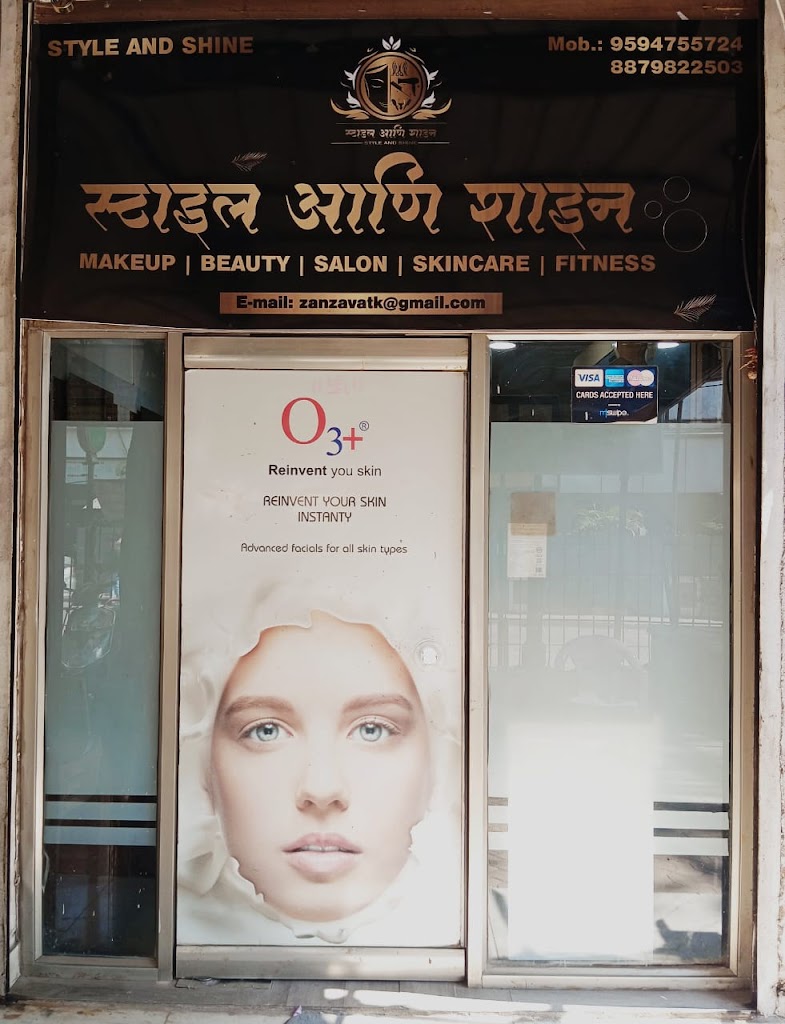 STYLE AND SHINE
Mob.: 9594755724
8879822503
स्टाइल आणि शाइन
STYLE AND SHINE
स्टाइल आणि शाइन
MAKEUP | BEAUTY | SALON | SKINCARE | FITNESS
E-mail: zanzavatk@gmail.com
VISA
CARDS ACCEPTED HERE
mswipe
O3+®
Reinvent you skin
REINVENT YOUR SKIN
INSTANTY
Advanced facials for all skin types